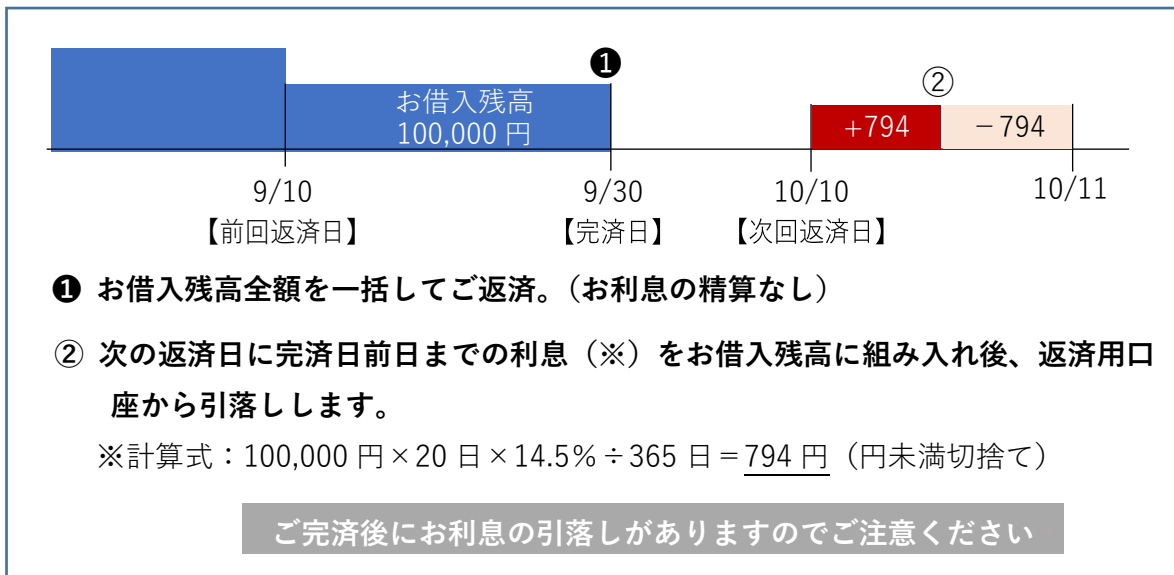 ❶
②
お借入残高
100,000 円
+794
－794
9/10
9/30
10/10
10/11
【前回返済日】
【完済日】
【次回返済日】
❶ お借入残高全額を一括してご返済。（お利息の精算なし）
② 次の返済日に完済日前日までの利息（※）をお借入残高に組み入れ後、返済用口
座から引落しします。
※計算式：100,000 円×20 日×14.5％÷365 日＝794 円（円未満切捨て）
ご完済後にお利息の引落しがありますのでご注意ください